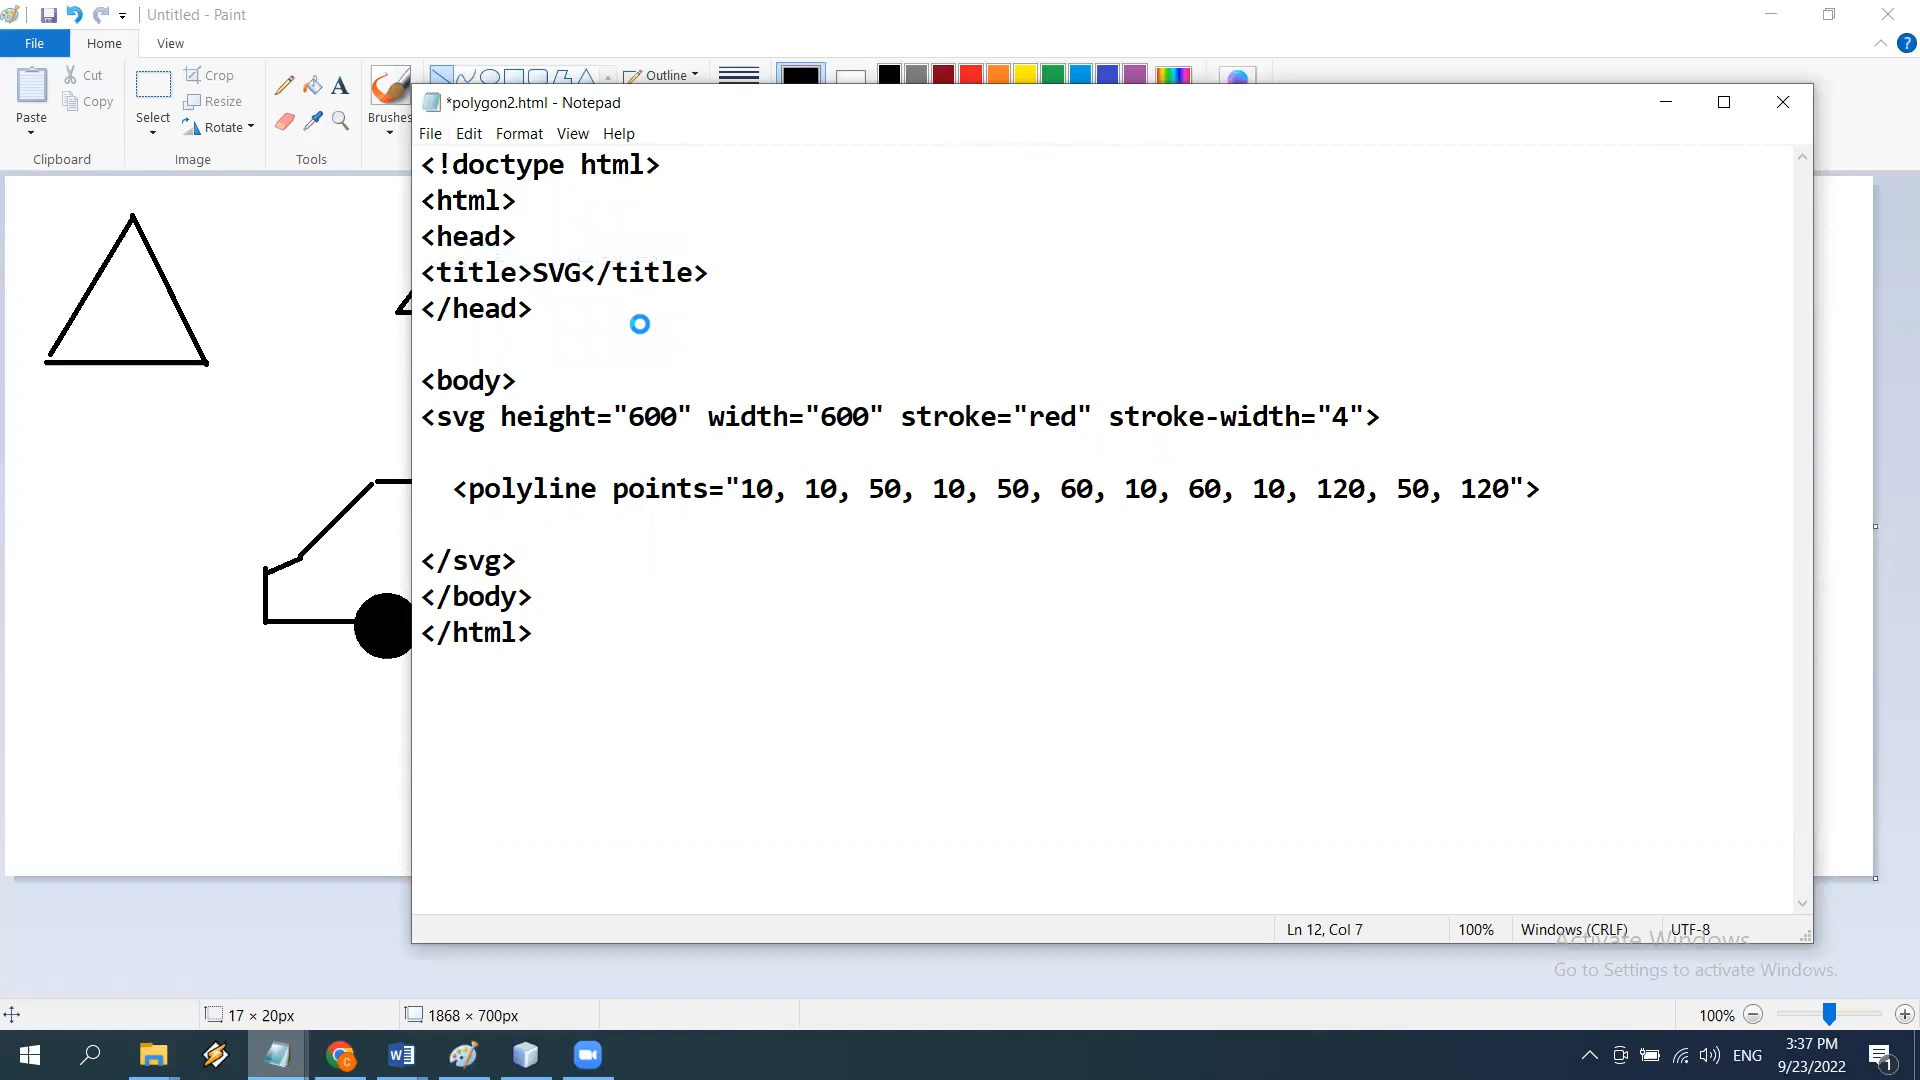 Untitled - Paint
File
Home
View
Paste
Cut
Copy
Clipboard
Select
Crop
Resize
Rotate
Image
Tools
Brushes
Outline
*polygon2.html - Notepad
File Edit Format View Help
<!doctype html>
<html>
<head>
<title>SVG</title>
</head>
<body>
<svg height="600" width="600" stroke="red" stroke-width="4">
<polyline points="10, 10, 50, 10, 50, 60, 10, 60, 10, 120, 50, 120">
</svg>
</body>
</html>
Ln 12, Col 7
100%
Windows (CRLF)
UTF-8
Activate Windows
Go to Settings to activate Windows.
17 × 20px
1868 × 700px
100%
ENG
3:37 PM
9/23/2022
1